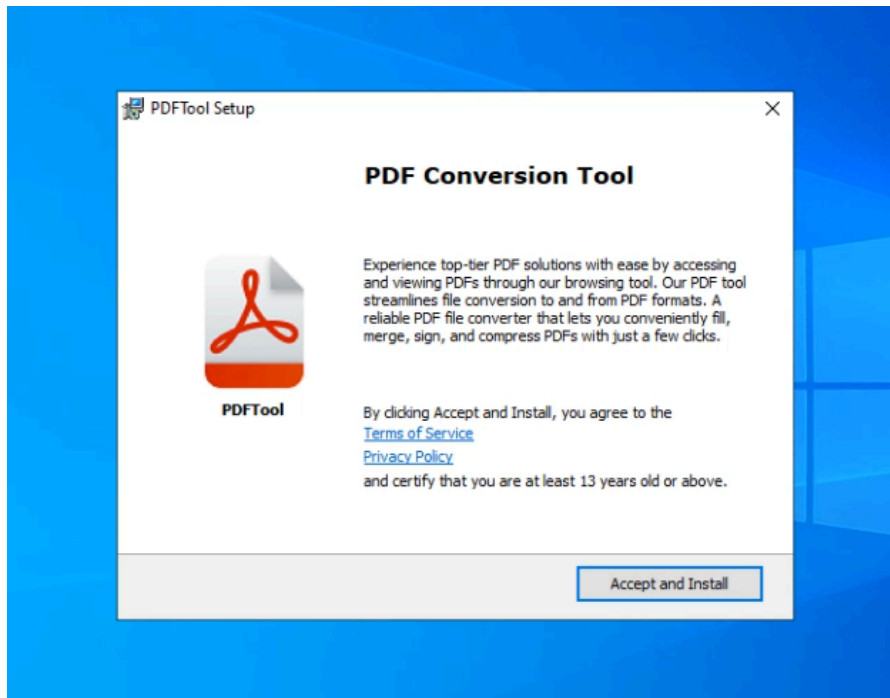 PDFTool Setup
PDF Conversion Tool
Experience top-tier PDF solutions with ease by accessing
and viewing PDFs through our browsing tool. Our PDF tool
streamlines file conversion to and from PDF formats. A
reliable PDF file converter that lets you conveniently fill,
merge, sign, and compress PDFs with just a few clicks.
PDFTool
By clicking Accept and Install, you agree to the
Terms of Service
Privacy Policy
and certify that you are at least 13 years old or above.
Accept and Install